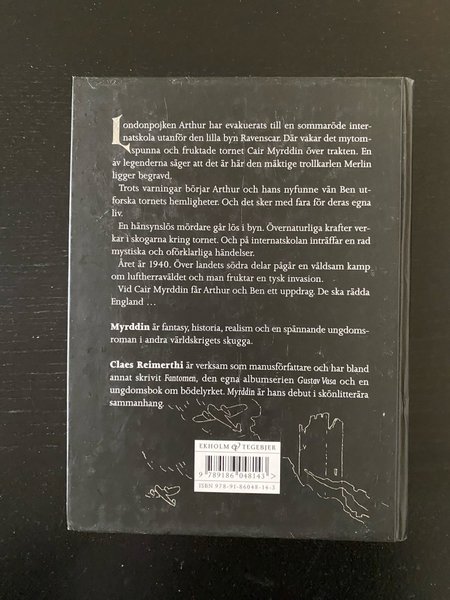 Londonpojken Arthur har evakuerats till en sommaröde inter-
natskola utanför den lilla byn Ravenscar. Där vakar det mytom-
spunna och fruktade tornet Cair Myrddin över trakten. En
av legenderna säger att det är här den mäktige trollkarlen Merlin
ligger begravd.
Trots varningar börjar Arthur och hans nyfunne vän Ben ut-
forska tornets hemligheter. Och det sker med fara för deras egna
liv.
En hänsynslös mördare går lös i byn. Övernaturliga krafter ver-
kar i skogarna kring tornet. Och på internatskolan inträffar en rad
mystiska och oförklarliga händelser.
Året är 1940. Över landets södra delar pågår en våldsam kamp
om luftherraväldet och man fruktar en tysk invasion.
Vid Cair Myrddin får Arthur och Ben ett uppdrag. De ska rädda
England ...
Myrddin är fantasy, historia, realism och en spännande ungdoms-
roman i andra världskrigets skugga.
Claes Reimerthi är verksam som manusförfattare och har bland
annat skrivit Fantomen, den egna albumserien Gustav Vasa och en
ungdomsbok om bödelyrket. Myrddin är hans debut i skönlitterära
sammanhang.
EKHOLM & TEGEBJER
9 789186 048143 >
ISBN 978-91-86048-14-3